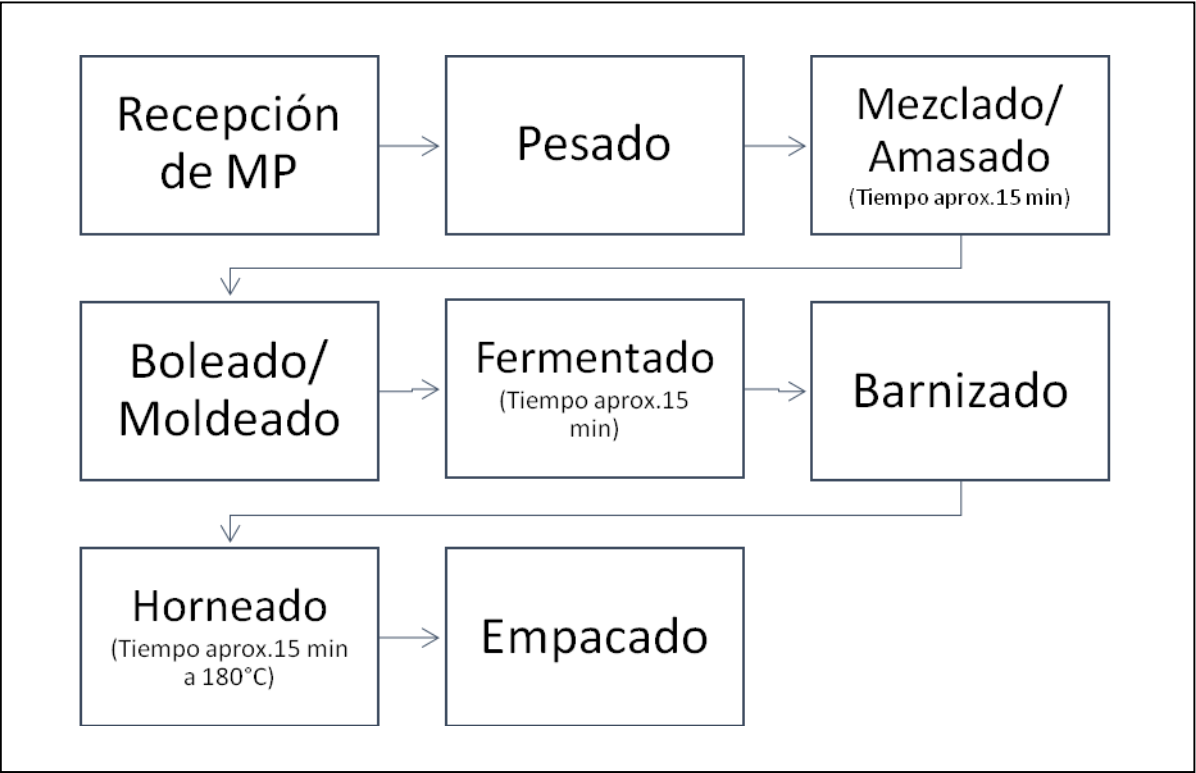 Recepción
de MP
Pesado
Mezclado/
Amasado
(Tiempo aprox.15 min)
Boleado/
Moldeado
Fermentado
(Tiempo aprox.15
min)
Barnizado
Horneado
(Tiempo aprox.15 min
a 180°C)
Empacado